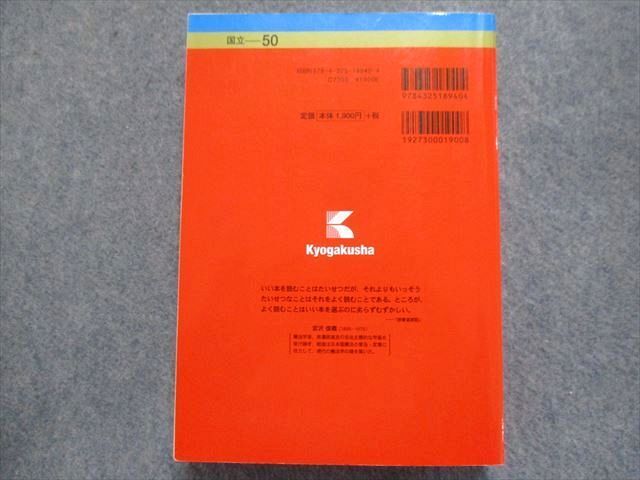 国立―50
ISBN978-4-325-18940-4
C7300 ¥1900E
9784325189404
定価 本体 1,900円 +税
1927300019008
Kyogakusha
いい本を読むことはたいせつだが、それよりもいっそう
たいせつなことはそれをよく読むことである。ところが、
よく読むことはいい本を選ぶのに劣らずむずかしい。
宮沢 俊義